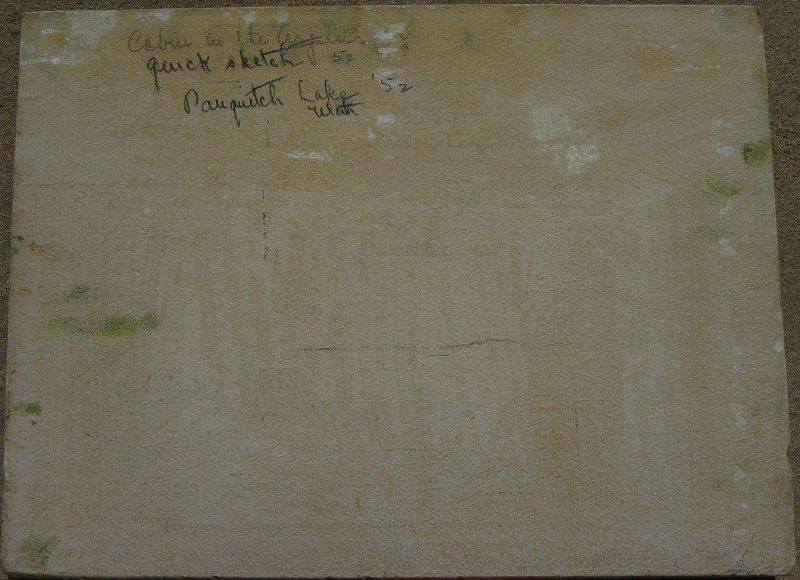 Cabin in the
quick sketch 52
Panquitch Lake '52
Utah